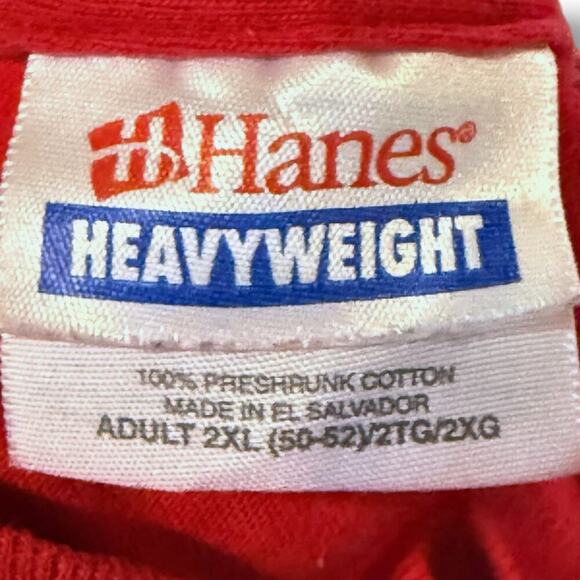 H Hanes®
HEAVYWEIGHT
100% PRESHRUNK COTTON
MADE IN EL SALVADOR
ADULT 2XL (50-52)/2TG/2XG